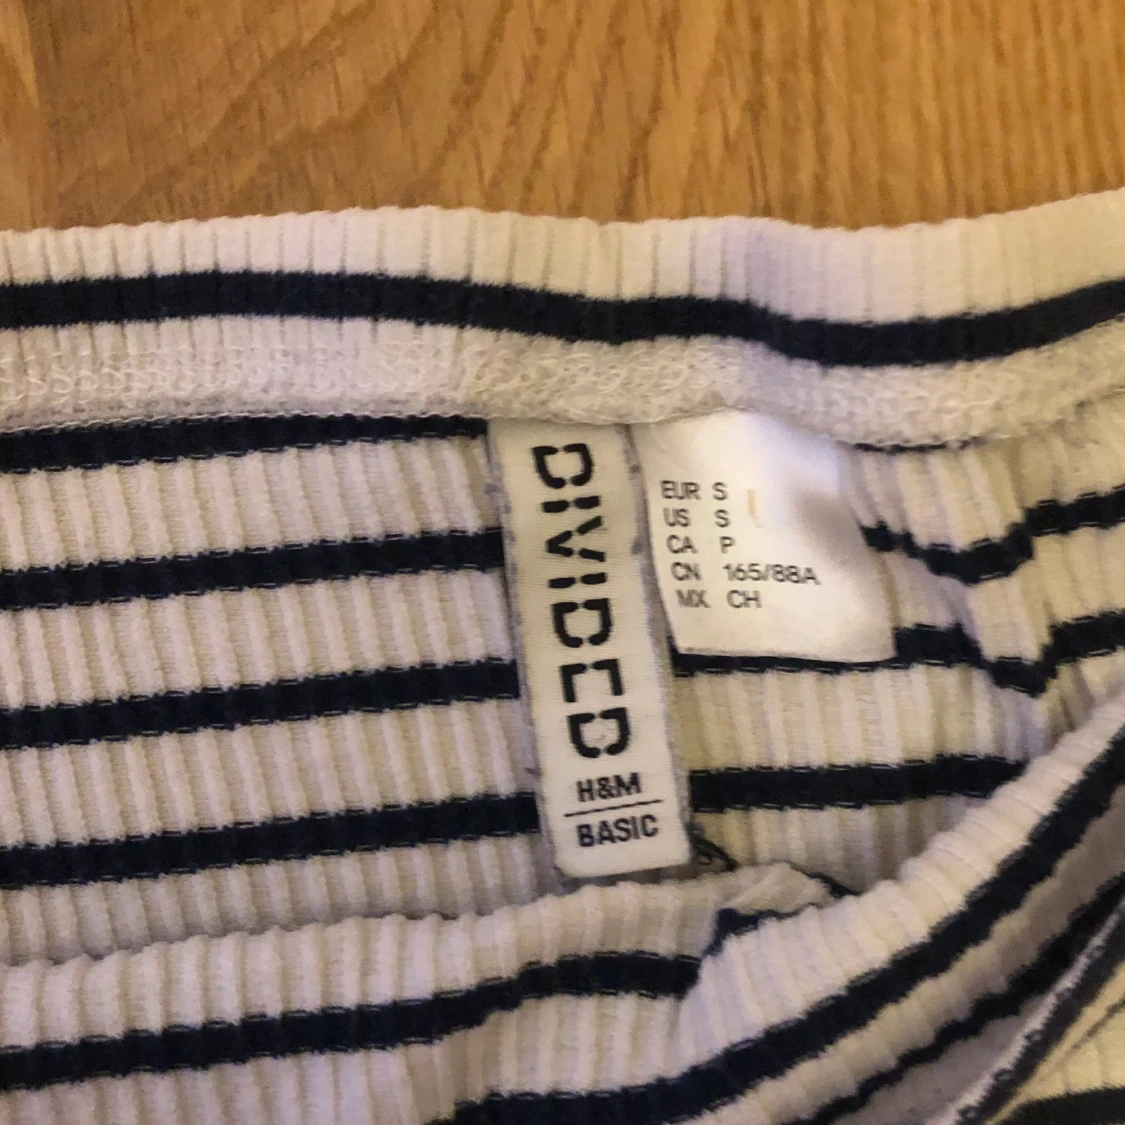 DIVIDED
H&M
BASIC
EUR S
US S
CA P
CN 165/88A
MX CH